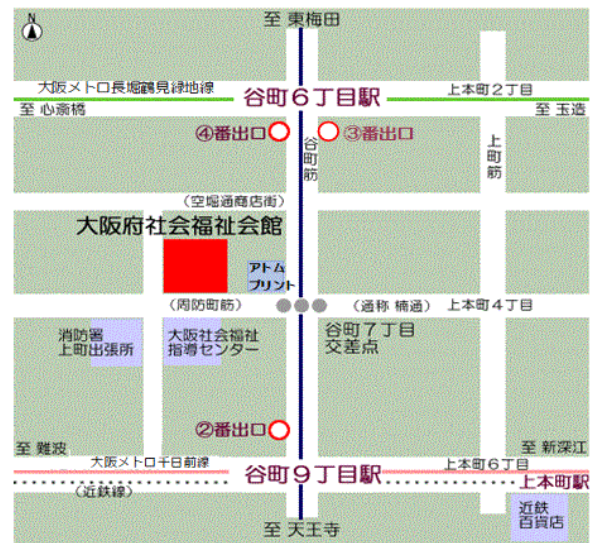 N
至 東梅田
大阪メトロ長堀鶴見緑地線
谷町6丁目駅
上本町2丁目
至 心斎橋
至 玉造
④番出口
③番出口
谷町筋
上町筋
(空堀通商店街)
大阪府社会福祉会館
アトム
プリント
(周防町筋)
(通称 楠通)
上本町4丁目
消防署
上町出張所
大阪社会福祉
指導センター
谷町7丁目
交差点
②番出口
至 難波
至 新深江
大阪メトロ千日前線
谷町9丁目駅
上本町6丁目
上本町駅
(近鉄線)
近鉄
百貨店
至 天王寺